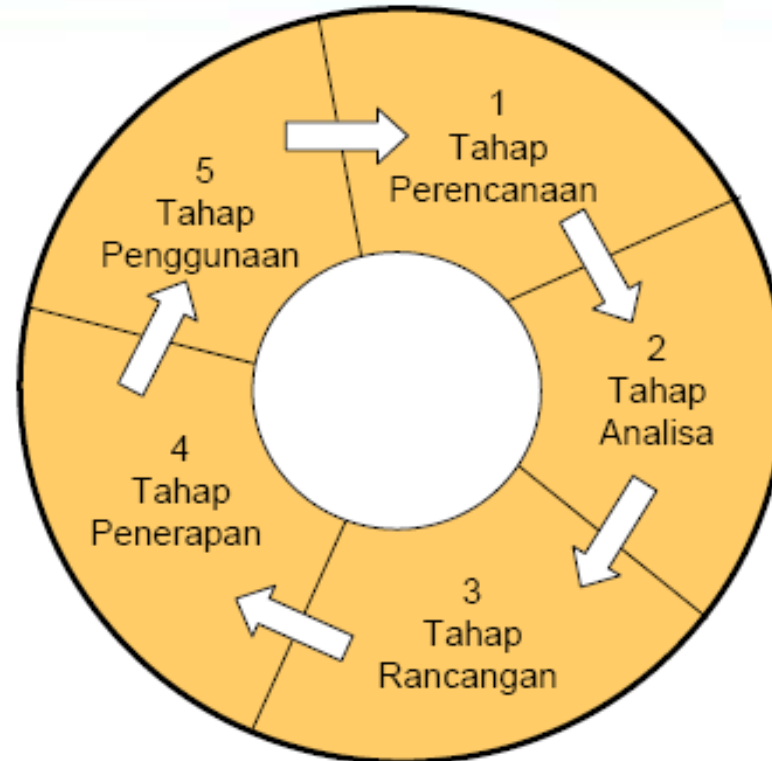 1
Tahap
Perencanaan
2
Tahap
Analisa
3
Tahap
Rancangan
4
Tahap
Penerapan
5
Tahap
Penggunaan